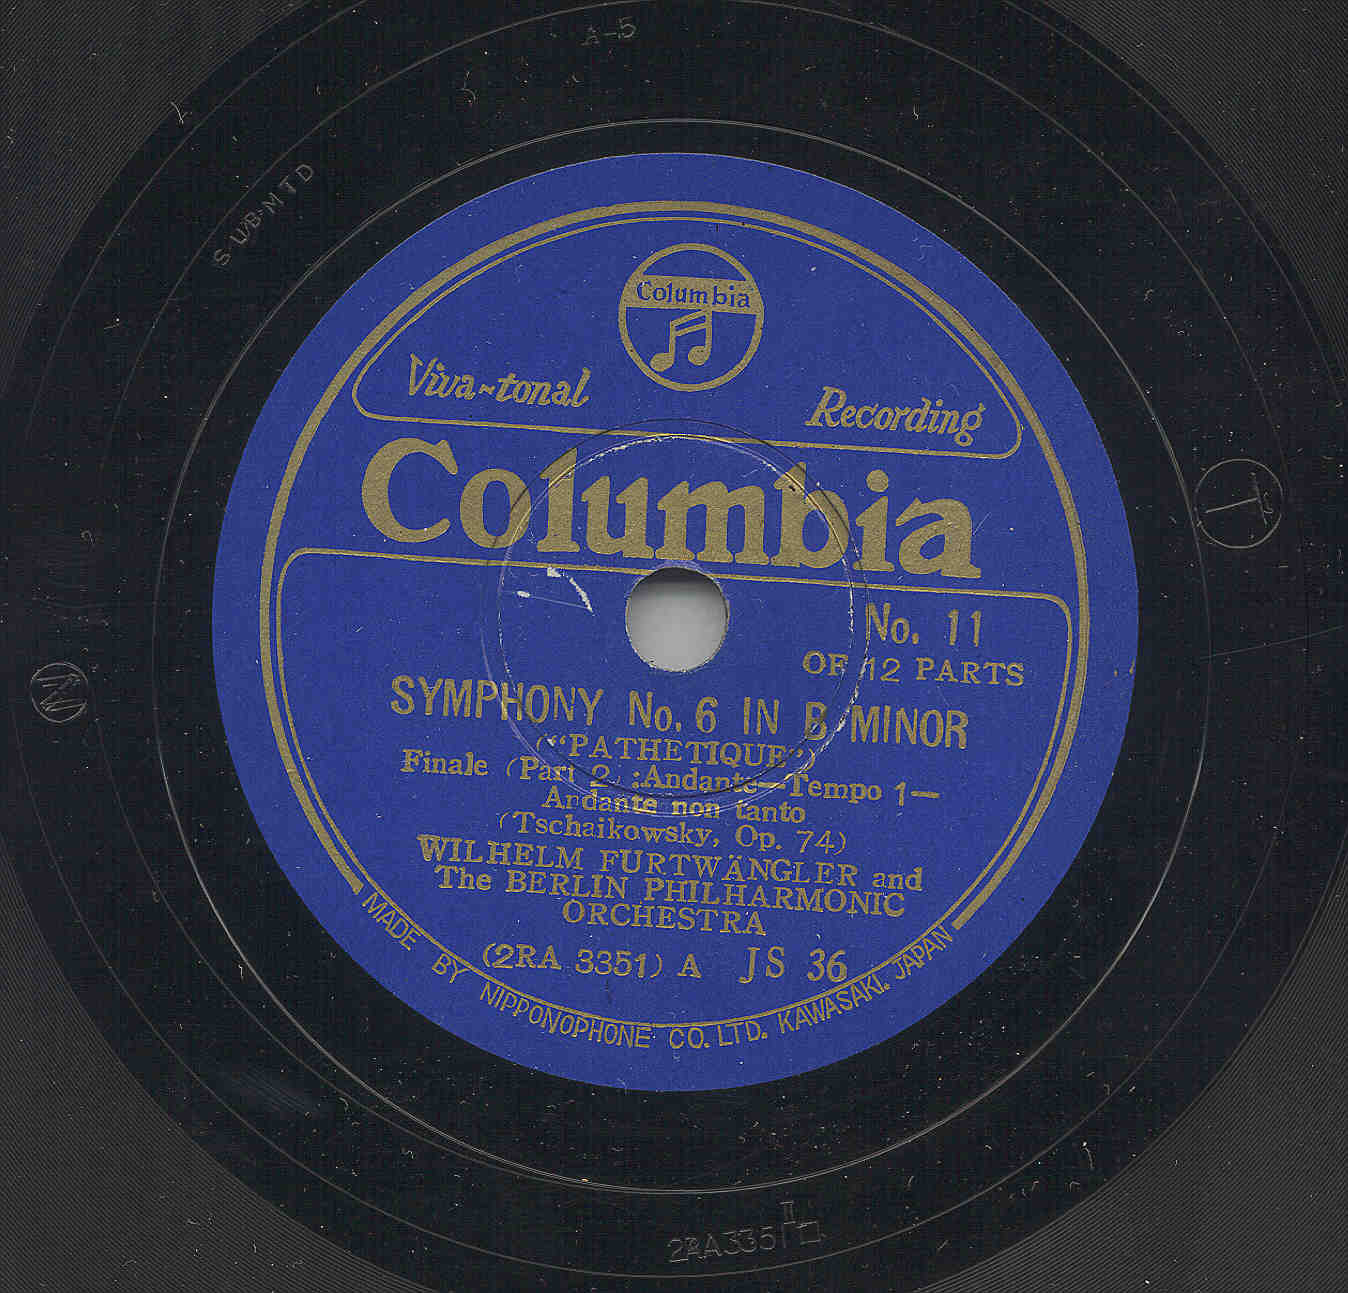 A-5
S·U/B·M T D
Columbia
Viva-tonal Recording
Columbia
No. 11
OF 12 PARTS
SYMPHONY No. 6 IN B MINOR
("PATHETIQUE")
Finale (Part 2) :Andante—Tempo 1—
Andante non tanto
(Tschaikowsky, Op. 74)
WILHELM FURTWÄNGLER and
The BERLIN PHILHARMONIC
ORCHESTRA
(2RA 3351) A JS 36
MADE BY NIPPONOPHONE CO. LTD. KAWASAKI. JAPAN
T
N
2RA3351